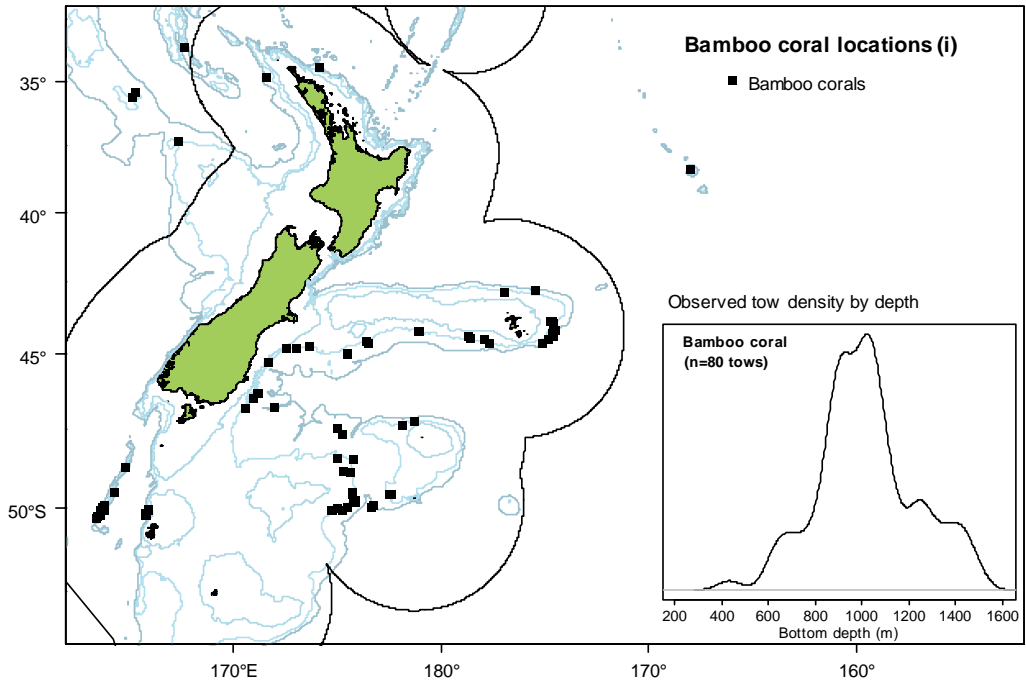 Bamboo coral locations (i)
Bamboo corals
35°
40°
45°
50°S
170°E
180°
170°
160°
Observed tow density by depth
Bamboo coral
(n=80 tows)
200 400 600 800 1000 1200 1400 1600
Bottom depth (m)